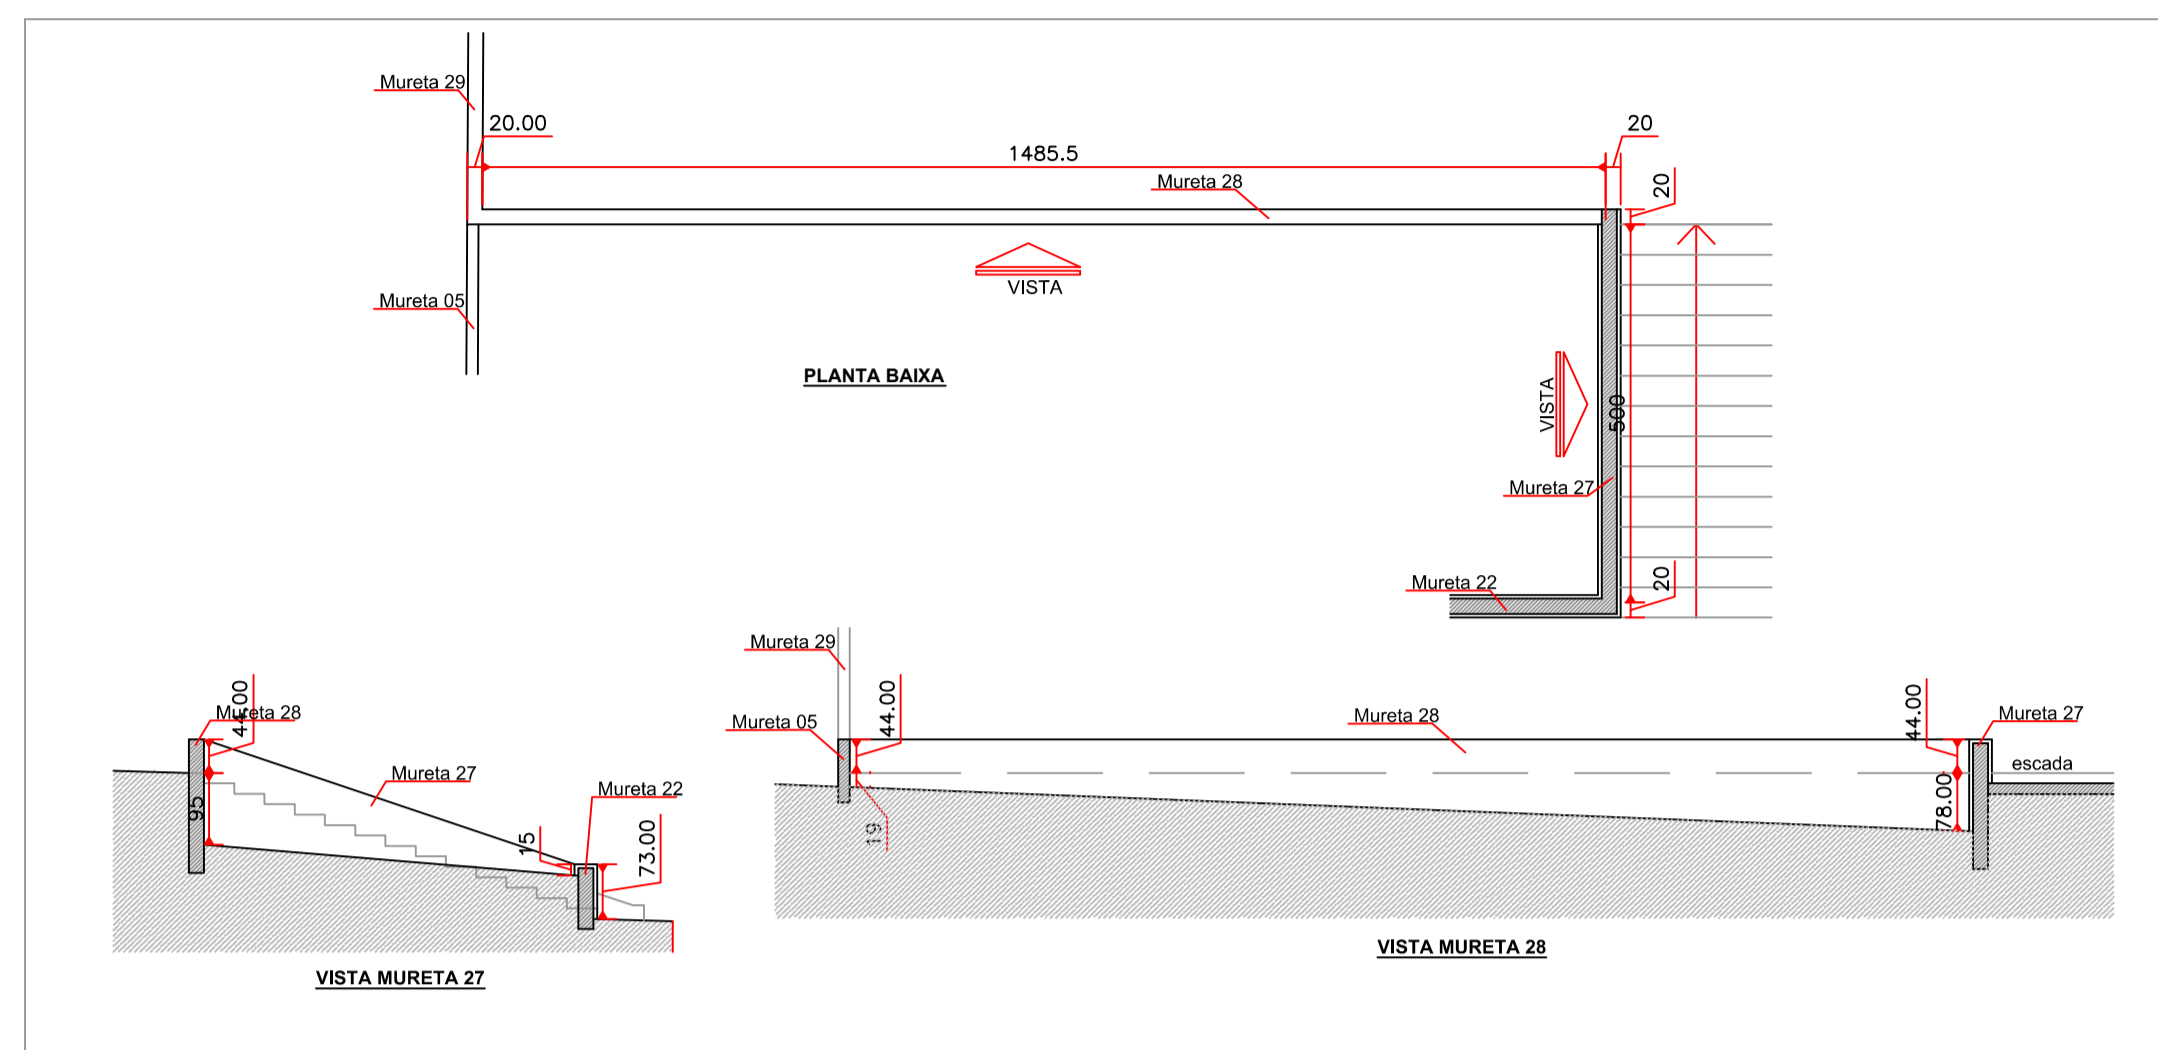 Mureta 29
20.00
1485.5
20
Mureta 28
20
VISTA
Mureta 05
PLANTA BAIXA
VISTA
500
Mureta 27
20
Mureta 22
Mureta 29
44.00
Mureta 28
Mureta 27
95
15
Mureta 22
73.00
VISTA MURETA 27
Mureta 05
44.00
Mureta 28
44.00
Mureta 27
escada
78.00
19
VISTA MURETA 28